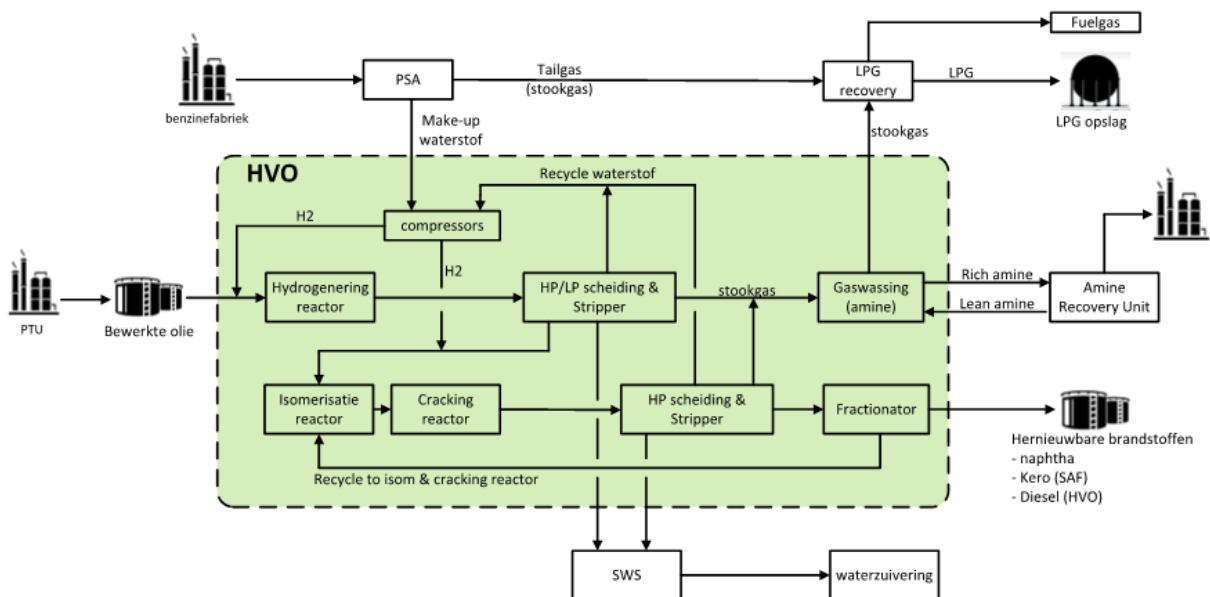 Fuelgas
PSA
Tailgas
(stookgas)
LPG
recovery
LPG
benzinefabriek
LPG opslag
Make-up
waterstof
stookgas
HVO
Recycle waterstof
H2
compressors
H2
Hydrogenering
reactor
HP/LP scheiding &
Stripper
stookgas
Gaswassing
(amine)
Rich amine
Lean amine
Amine
Recovery Unit
PTU
Bewerkte olie
Isomerisatie
reactor
Cracking
reactor
HP scheiding &
Stripper
Fractionator
Hernieuwbare brandstoffen
- naphtha
- Kero (SAF)
- Diesel (HVO)
Recycle to isom & cracking reactor
SWS
waterzuivering